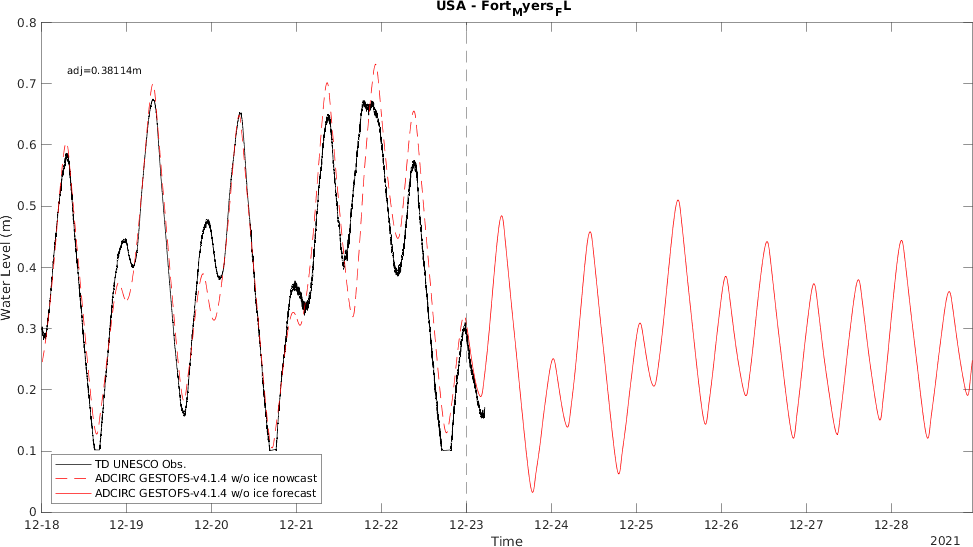 USA - Fort_Myers_FL
adj=0.38114m
0.8
0.7
0.6
0.5
0.4
0.3
0.2
0.1
0
Water Level (m)
TD UNESCO Obs.
ADCIRC GESTOFS-v4.1.4 w/o ice nowcast
ADCIRC GESTOFS-v4.1.4 w/o ice forecast
12-18 12-19 12-20 12-21 12-22 12-23 12-24 12-25 12-26 12-27 12-28
Time
2021